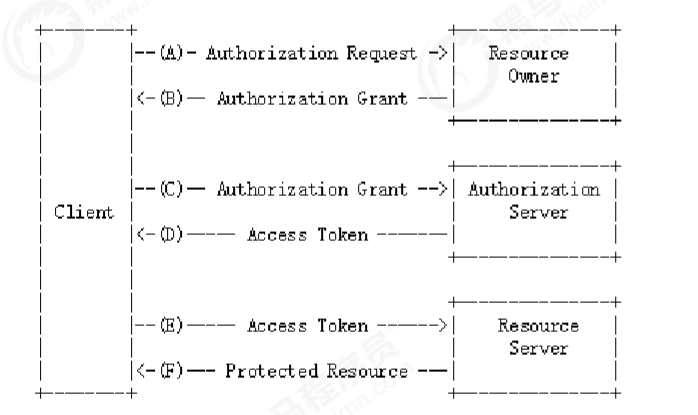 --(A)- Authorization Request ->| Resource
Owner
<-(B)-- Authorization Grant ---
--(C)-- Authorization Grant -->| Authorization
Client
Server
<-(D)---- Access Token -------
--(E)---- Access Token ----->| Resource
Server
<-(F)-- Protected Resource ---